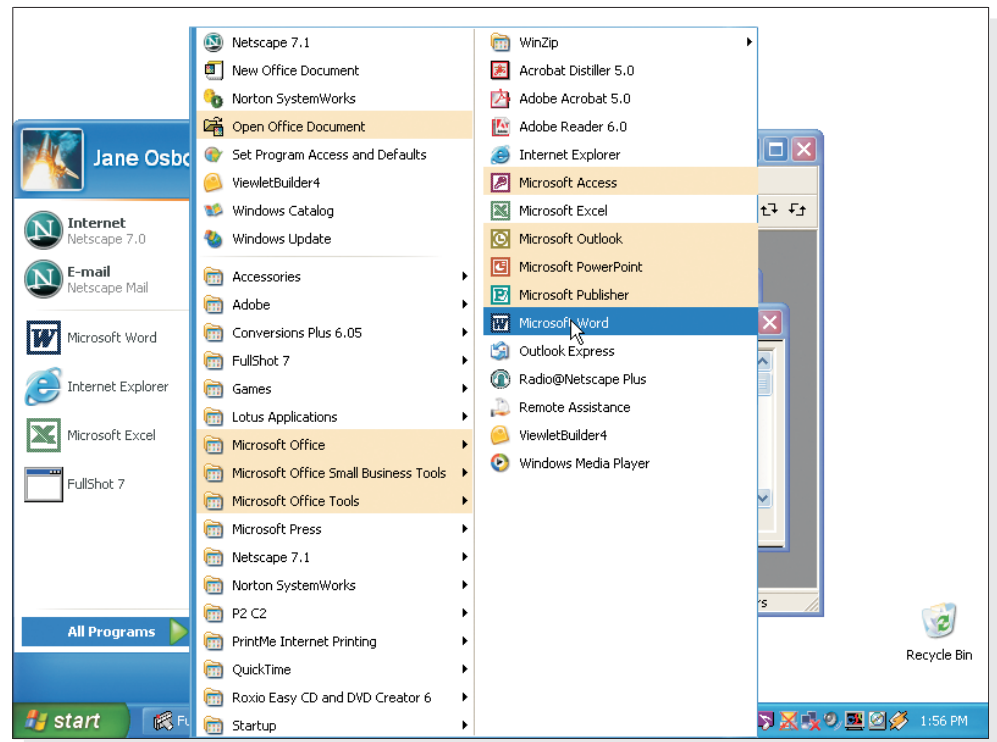 Jane Osbo
Internet
Netscape 7.0
E-mail
Netscape Mail
Microsoft Word
Internet Explorer
Microsoft Excel
FullShot 7
All Programs
start
Fu
Netscape 7.1
New Office Document
Norton SystemWorks
Open Office Document
Set Program Access and Defaults
ViewletBuilder4
Windows Catalog
Windows Update
Accessories
Adobe
Conversions Plus 6.05
FullShot 7
Games
Lotus Applications
Microsoft Office
Microsoft Office Small Business Tools
Microsoft Office Tools
Microsoft Press
Netscape 7.1
Norton SystemWorks
P2 C2
PrintMe Internet Printing
QuickTime
Roxio Easy CD and DVD Creator 6
Startup
WinZip
Acrobat Distiller 5.0
Adobe Acrobat 5.0
Adobe Reader 6.0
Internet Explorer
Microsoft Access
Microsoft Excel
Microsoft Outlook
Microsoft PowerPoint
Microsoft Publisher
Microsoft Word
Outlook Express
Radio@Netscape Plus
Remote Assistance
ViewletBuilder4
Windows Media Player
Recycle Bin
1:56 PM